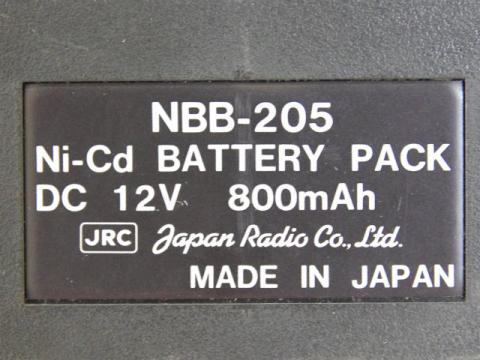 NBB-205
Ni-Cd BATTERY PACK
DC 12V 800mAh
JRC Japan Radio Co., Ltd.
MADE IN JAPAN